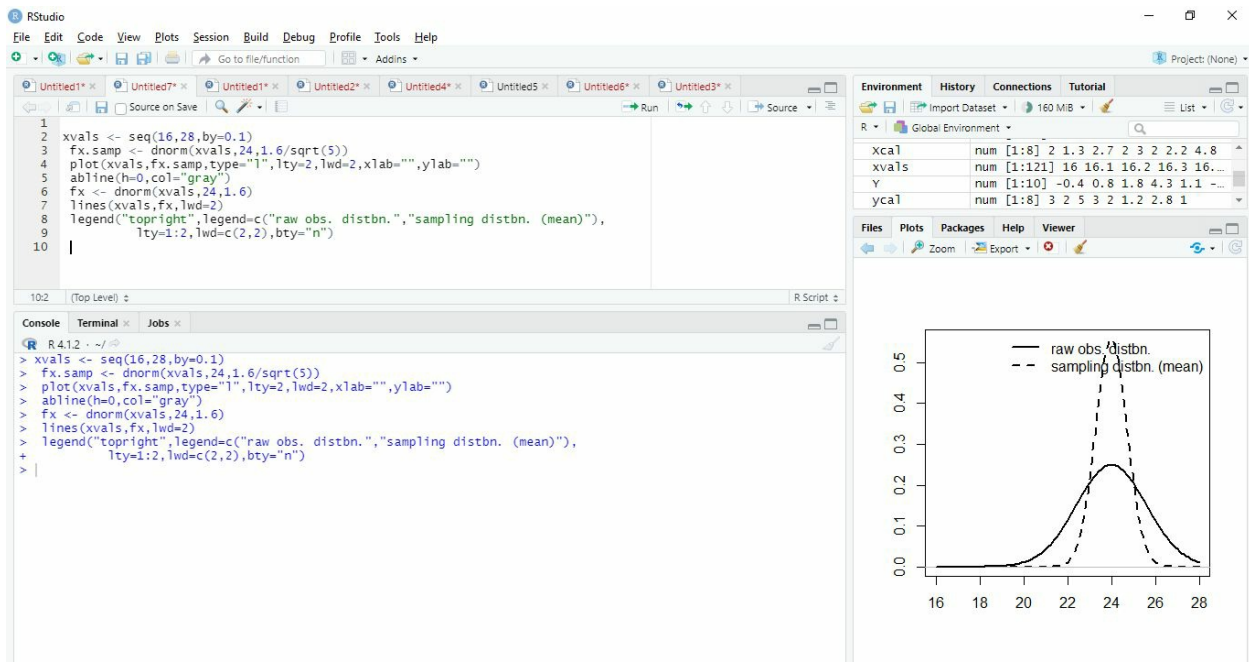 RStudio
File Edit Code View Plots Session Build Debug Profile Tools Help
Go to file/function Addins Project: (None)
Untitled1* Untitled7* Untitled1* Untitled2* Untitled4* Untitled5 Untitled6* Untitled3*
Source on Save Run Source
1
2 xvals <- seq(16,28,by=0.1)
3 fx.samp <- dnorm(xvals,24,1.6/sqrt(5))
4 plot(xvals,fx.samp,type="l",lty=2,lwd=2,xlab="",ylab="")
5 abline(h=0,col="gray")
6 fx <- dnorm(xvals,24,1.6)
7 lines(xvals,fx,lwd=2)
8 legend("topright",legend=c("raw obs. distbn.","sampling distbn. (mean)"),
9 lty=1:2,lwd=c(2,2),bty="n")
10
10:2 (Top Level) R Script
Console Terminal Jobs
R 4.1.2 · ~/
> xvals <- seq(16,28,by=0.1)
> fx.samp <- dnorm(xvals,24,1.6/sqrt(5))
> plot(xvals,fx.samp,type="l",lty=2,lwd=2,xlab="",ylab="")
> abline(h=0,col="gray")
> fx <- dnorm(xvals,24,1.6)
> lines(xvals,fx,lwd=2)
> legend("topright",legend=c("raw obs. distbn.","sampling distbn. (mean)"),
+ lty=1:2,lwd=c(2,2),bty="n")
>
Environment History Connections Tutorial
Import Dataset 160 MiB List
R Global Environment
xcal num [1:8] 2 1.3 2.7 2 3 2 2.2 4.8
xvals num [1:121] 16 16.1 16.2 16.3 16...
Y num [1:10] -0.4 0.8 1.8 4.3 1.1 -...
ycal num [1:8] 3 2 5 3 2 1.2 2.8 1
Files Plots Packages Help Viewer
Zoom Export
raw obs. distbn.
sampling distbn. (mean)
0.5
0.4
0.3
0.2
0.1
0.0
16 18 20 22 24 26 28